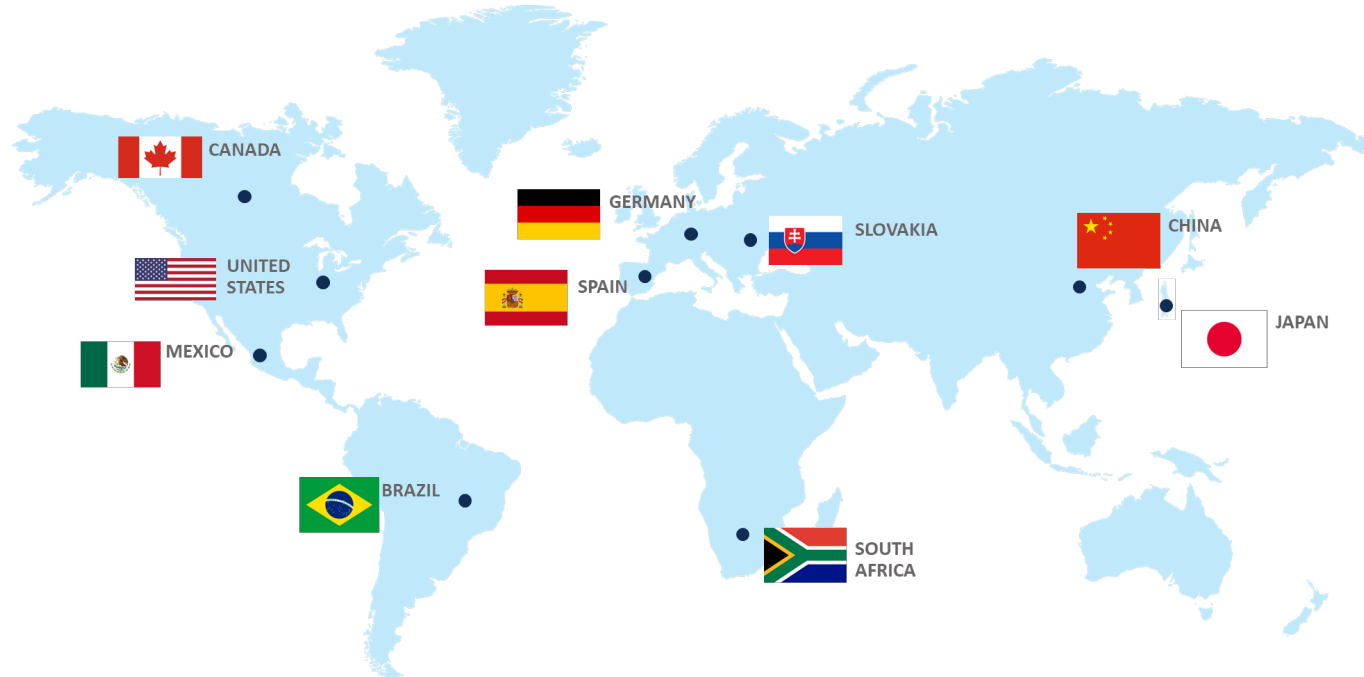 CANADA
GERMANY
SLOVAKIA
CHINA
UNITED
STATES
SPAIN
JAPAN
MEXICO
BRAZIL
SOUTH
AFRICA